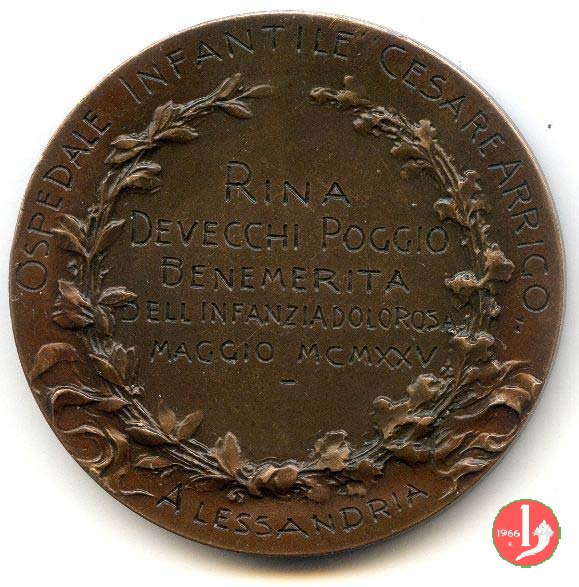 OSPEDALE INFANTILE CESARE ARRIGO,
RINA
DEVECCHI POGGIO
BENEMERITA
DELL INFANZIA DOLOROSA
MAGGIO MCMXXV
–
ALESSANDRIA
1966